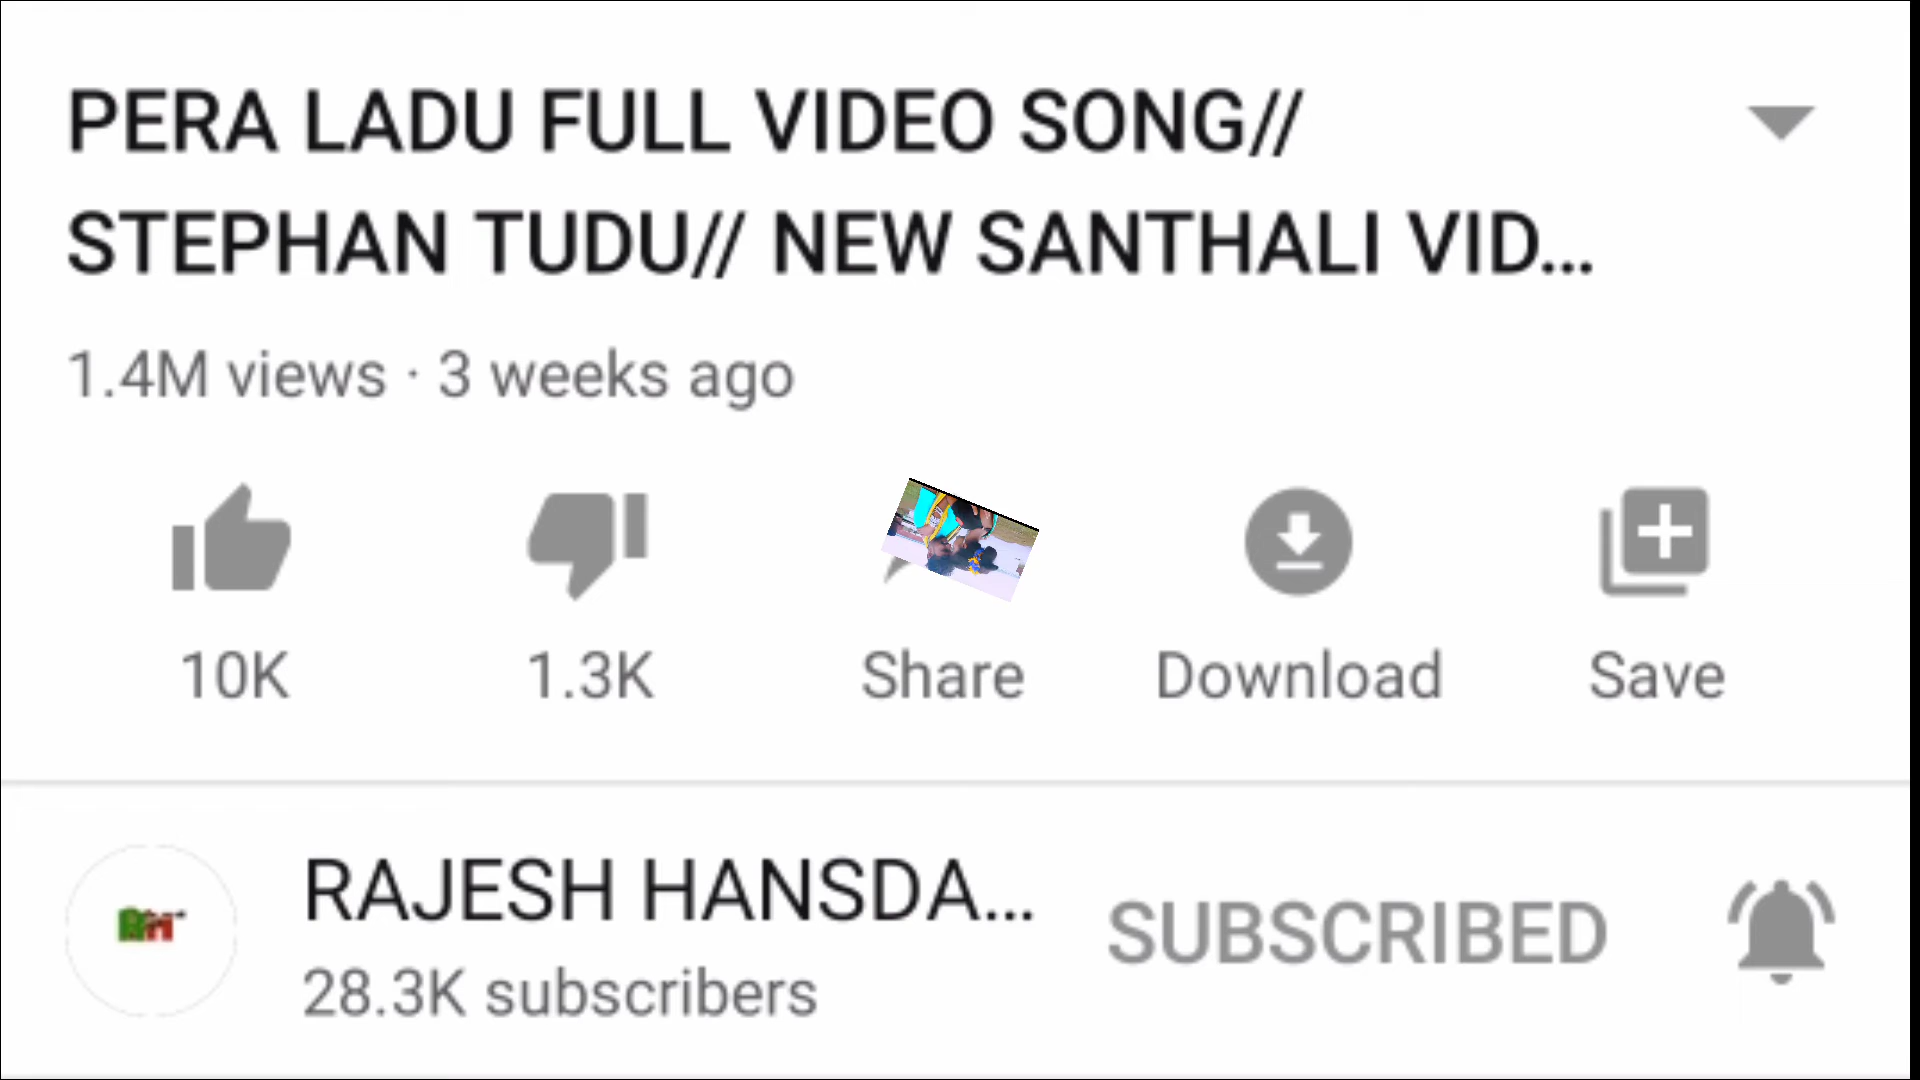 PERA LADU FULL VIDEO SONG//
STEPHAN TUDU// NEW SANTHALI VID...
1.4M views · 3 weeks ago
10K
1.3K
Share
Download
Save
RAJESH HANSDA...
SUBSCRIBED
28.3K subscribers